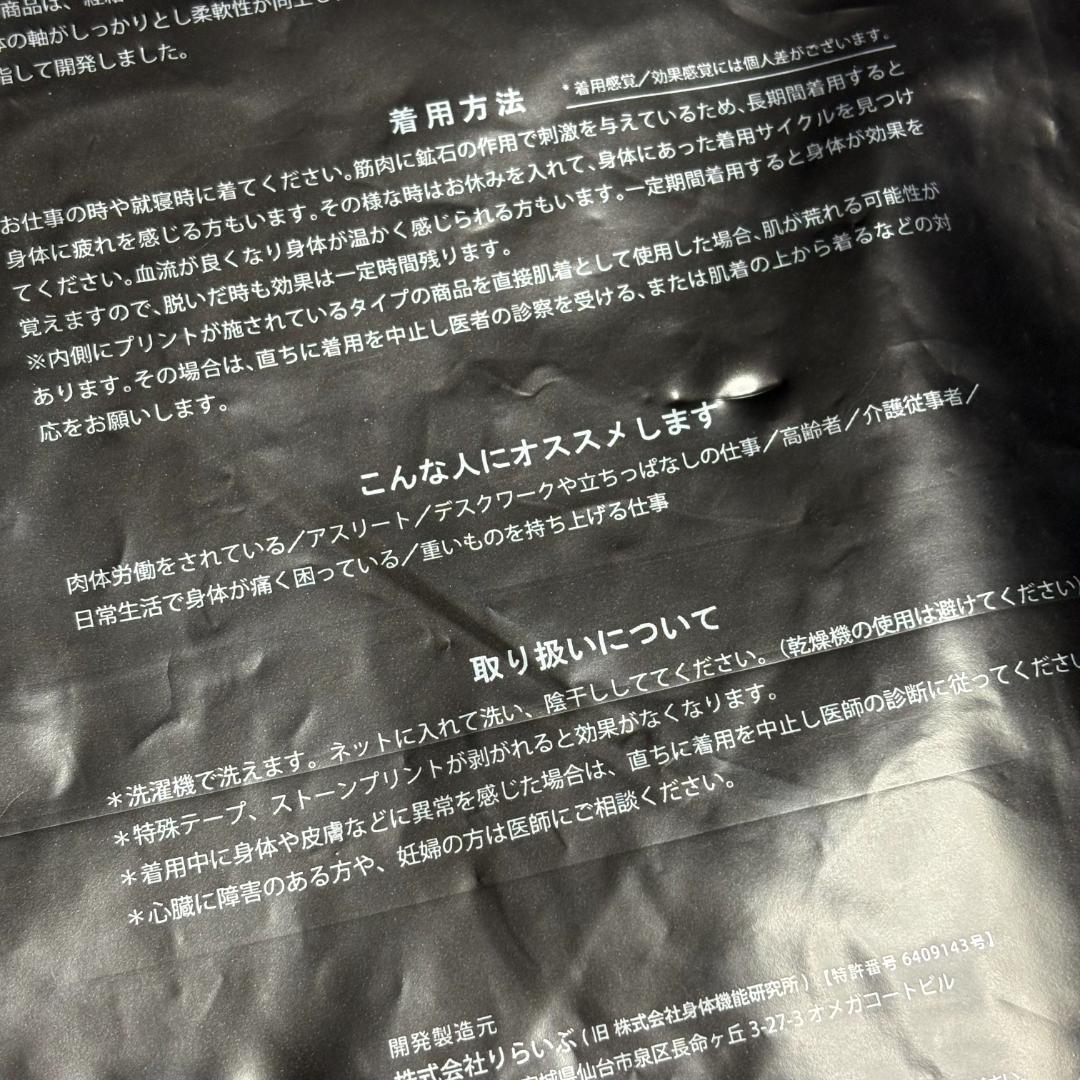 商品は、経絡
体の軸がしっかりとし柔軟性が向上し
指して開発しました。
着用方法
*着用感覚／効果感覚には個人差がございます。
お仕事の時や就寝時に着てください。筋肉に鉱石の作用で刺激を与えているため、長期間着用すると
身体に疲れを感じる方もいます。その様な時はお休みを入れて、身体にあった着用サイクルを見つけ
てください。血流が良くなり身体が温かく感じられる方もいます。一定期間着用すると身体が効果を
覚えますので、脱いだ時も効果は一定時間残ります。
※内側にプリントが施されているタイプの商品を直接肌着として使用した場合、肌が荒れる可能性が
あります。その場合は、直ちに着用を中止し医者の診察を受ける、または肌着の上から着るなどの対
応をお願いします。
こんな人にオススメします
肉体労働をされている／アスリート／デスクワークや立ちっぱなしの仕事／高齢者／介護従事者／
日常生活で身体が痛く困っている／重いものを持ち上げる仕事
取り扱いについて
＊洗濯機で洗えます。ネットに入れて洗い、陰干ししててください。（乾燥機の使用は避けてください）
＊特殊テープ、ストーンプリントが剥がれると効果がなくなります。
＊着用中に身体や皮膚などに異常を感じた場合は、直ちに着用を中止し医師の診断に従ってくださ
＊心臓に障害のある方や、妊婦の方は医師にご相談ください。
開発製造元
株式会社りらいぶ（旧 株式会社身体機能研究所）【特許番号 6409143号】
宮城県仙台市泉区長命ヶ丘 3-27-3 オメガコートビル